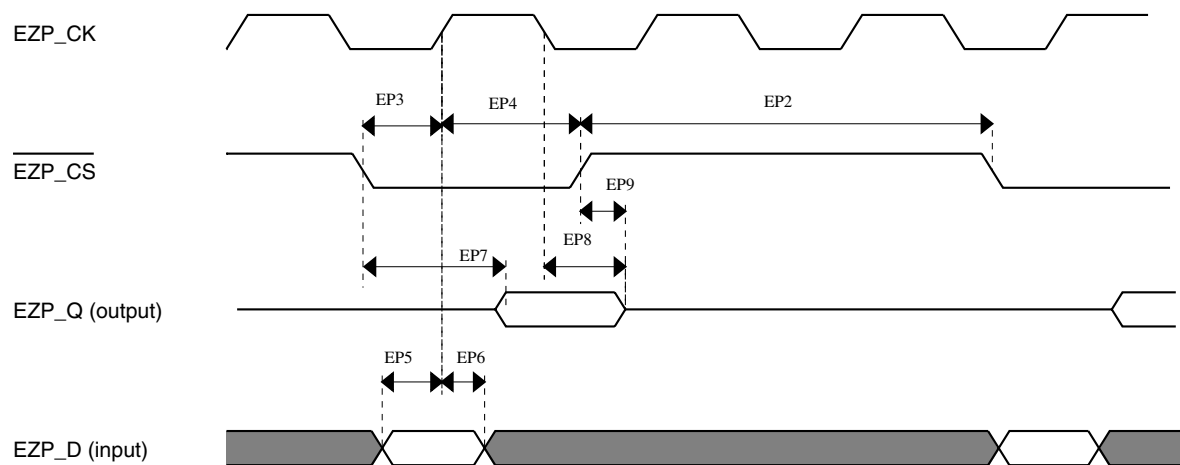 EZP_CK
EP3
EP4
EP2
EZP_CS
EP9
EP8
EP7
EZP_Q (output)
EP5
EP6
EZP_D (input)